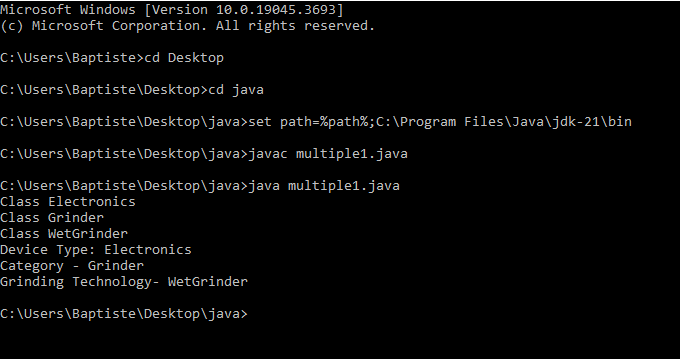 Microsoft Windows [Version 10.0.19045.3693]
(c) Microsoft Corporation. All rights reserved.
C:\Users\Baptiste>cd Desktop
C:\Users\Baptiste\Desktop>cd java
C:\Users\Baptiste\Desktop\java>set path=%path%;C:\Program Files\Java\jdk-21\bin
C:\Users\Baptiste\Desktop\java>javac multiple1.java
C:\Users\Baptiste\Desktop\java>java multiple1.java
Class Electronics
Class Grinder
Class WetGrinder
Device Type: Electronics
Category - Grinder
Grinding Technology- WetGrinder
C:\Users\Baptiste\Desktop\java>